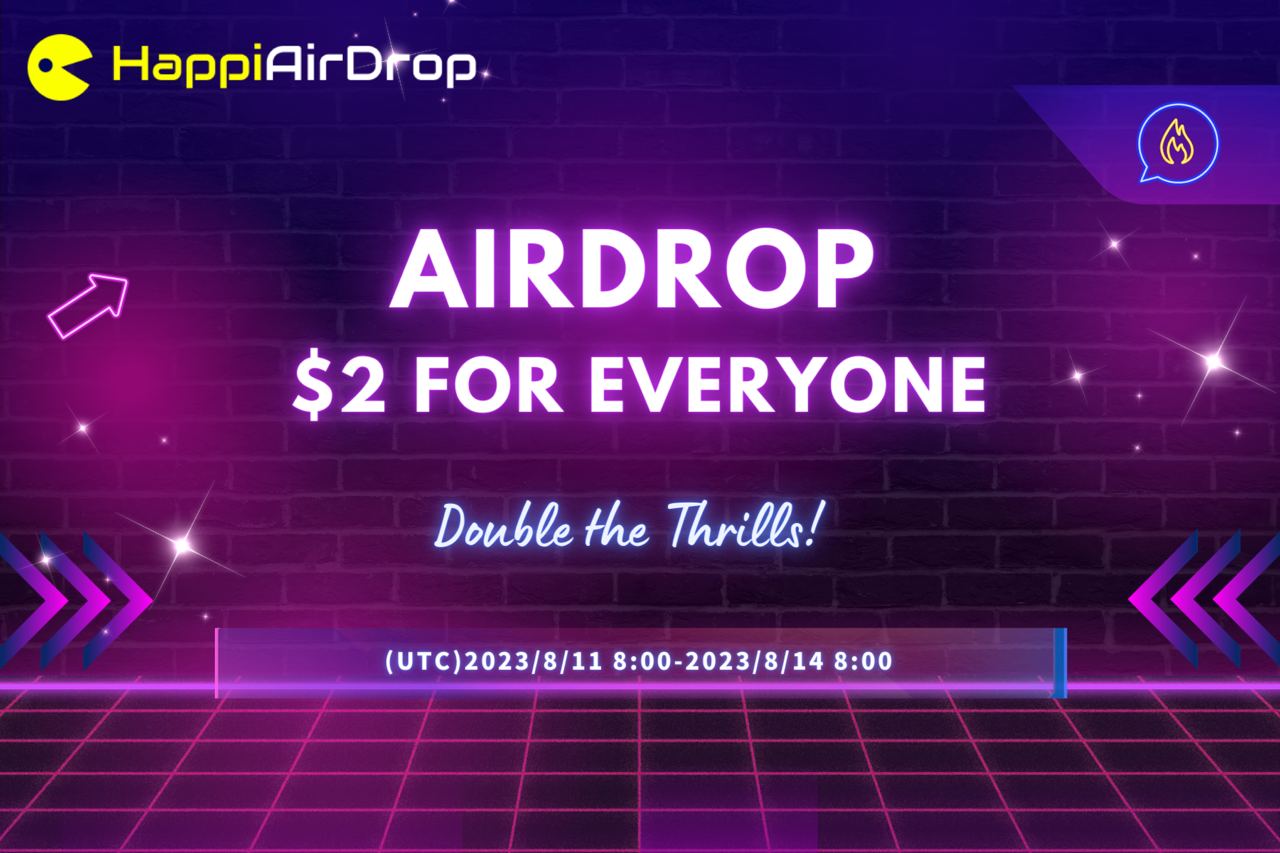 HappiAirDrop
AIRDROP
$2 FOR EVERYONE
Double the Thrills!
(UTC)2023/8/11 8:00-2023/8/14 8:00